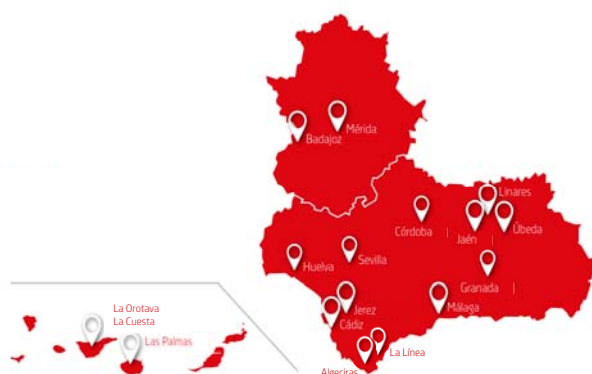 Badajoz
Mérida
Linares
Córdoba
Jaén
Úbeda
Huelva
Sevilla
Granada
Jerez
Cádiz
Málaga
La Línea
Algeciras
La Orotava
La Cuesta
Las Palmas